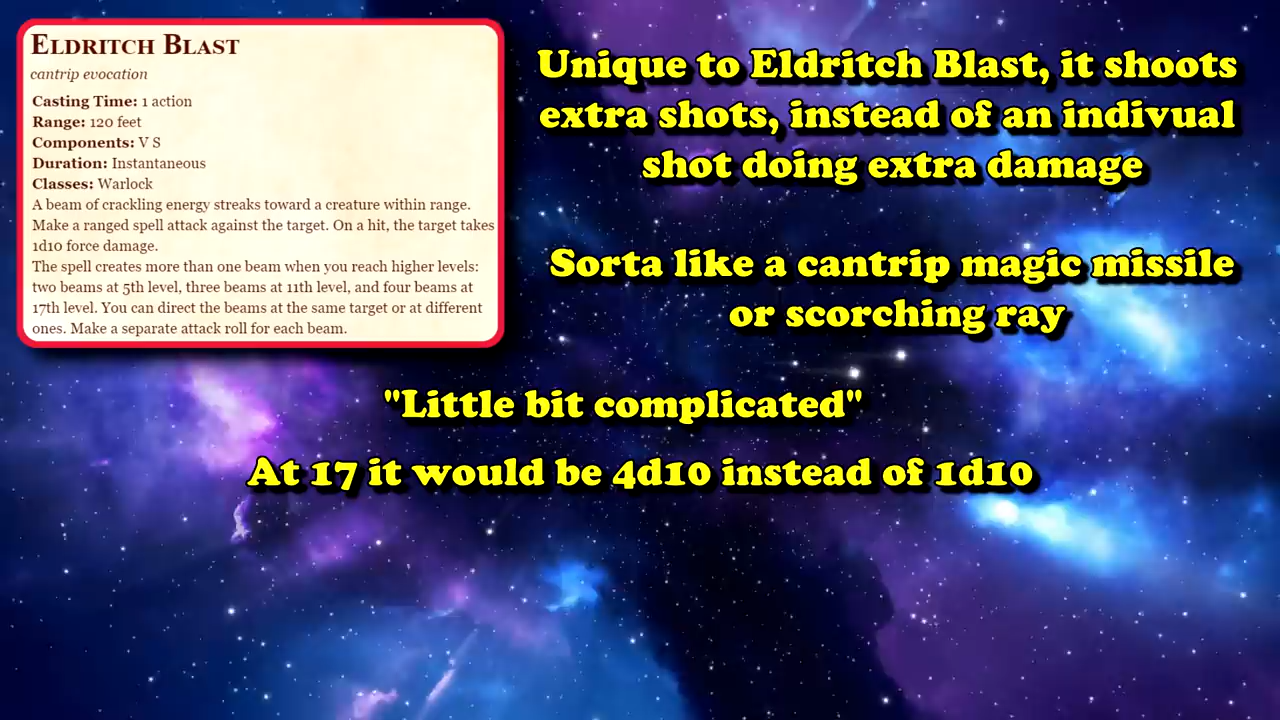 Eldritch Blast
cantrip evocation
Casting Time: 1 action
Range: 120 feet
Components: V S
Duration: Instantaneous
Classes: Warlock
A beam of crackling energy streaks toward a creature within range.
Make a ranged spell attack against the target. On a hit, the target takes
1d10 force damage.
The spell creates more than one beam when you reach higher levels:
two beams at 5th level, three beams at 11th level, and four beams at
17th level. You can direct the beams at the same target or at different
ones. Make a separate attack roll for each beam.
Unique to Eldritch Blast, it shoots
extra shots, instead of an indivual
shot doing extra damage
Sorta like a cantrip magic missile
or scorching ray
"Little bit complicated"
At 17 it would be 4d10 instead of 1d10